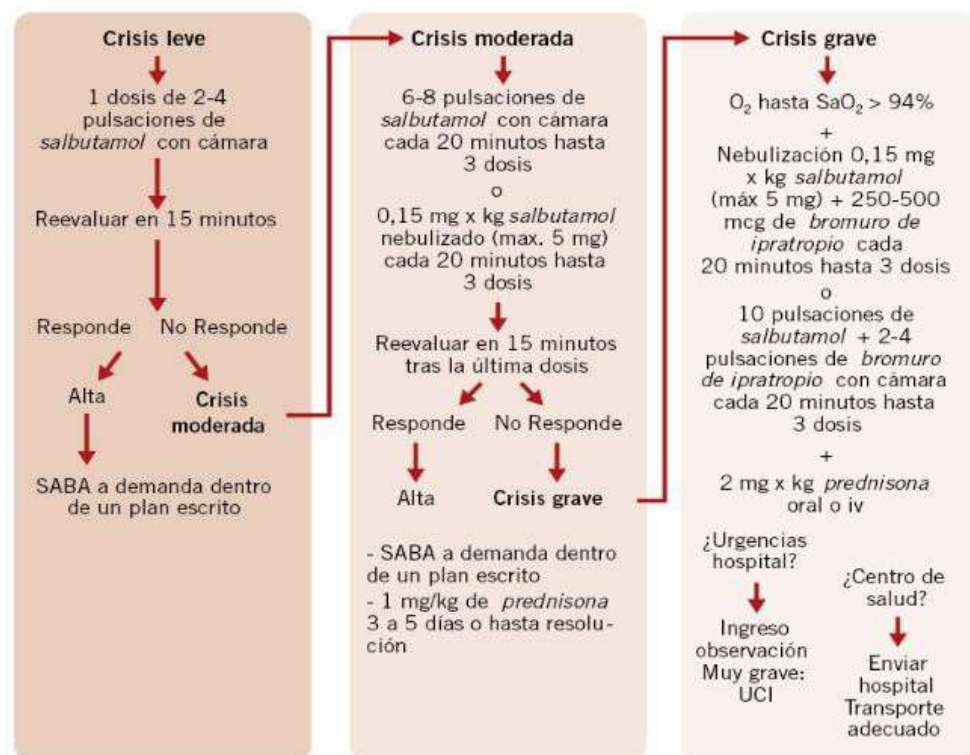 Crisis leve
1 dosis de 2-4
pulsaciones de
salbutamol con cámara
Reevaluar en 15 minutos
Responde
No Responde
Alta
Crisis
moderada
SABA a demanda dentro
de un plan escrito
Crisis moderada
6-8 pulsaciones de
salbutamol con cámara
cada 20 minutos hasta
3 dosis
o
0,15 mg x kg salbutamol
nebulizado (max. 5 mg)
cada 20 minutos hasta
3 dosis
Reevaluar en 15 minutos
tras la última dosis
Responde
No Responde
Alta
Crisis grave
- SABA a demanda dentro
de un plan escrito
- 1 mg/kg de prednisona
3 a 5 días o hasta resolu-
ción
Crisis grave
O₂ hasta SaO₂ > 94%
+
Nebulización 0,15 mg
x kg salbutamol
(máx 5 mg) + 250-500
mcg de bromuro de
ipratropio cada
20 minutos hasta 3 dosis
o
10 pulsaciones de
salbutamol + 2-4
pulsaciones de bromuro
de ipratropio con cámara
cada 20 minutos hasta
3 dosis
+
2 mg x kg prednisona
oral o iv
¿Urgencias
hospital?
Ingreso
observación
Muy grave:
UCI
¿Centro de
salud?
Enviar
hospital
Transporte
adecuado